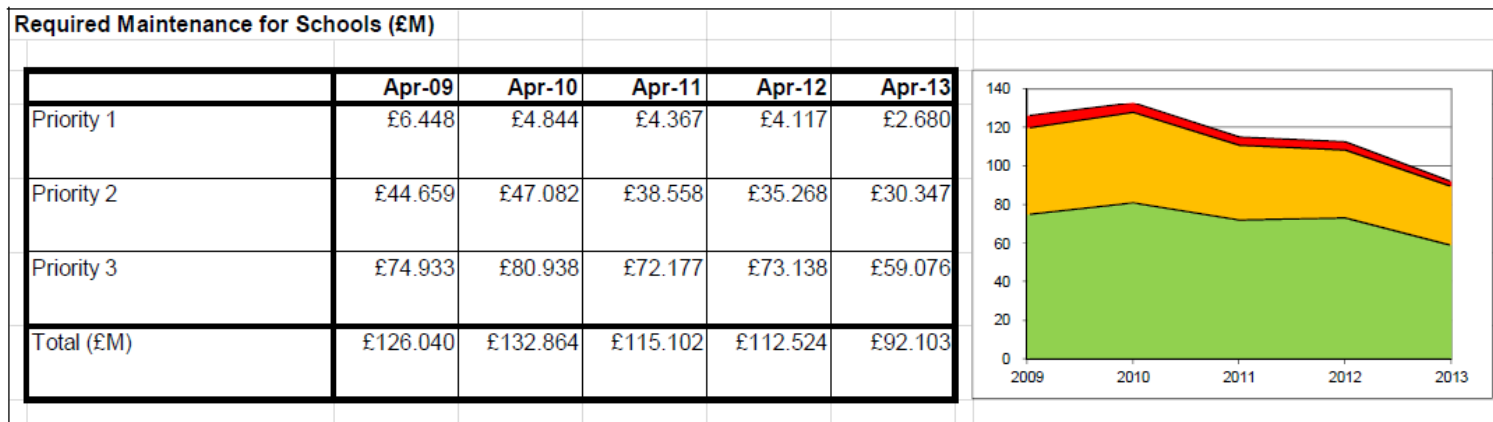 Required Maintenance for Schools (£M)
Apr-09 Apr-10 Apr-11 Apr-12 Apr-13
Priority 1 £6.448 £4.844 £4.367 £4.117 £2.680
Priority 2 £44.659 £47.082 £38.558 £35.268 £30.347
Priority 3 £74.933 £80.938 £72.177 £73.138 £59.076
Total (£M) £126.040 £132.864 £115.102 £112.524 £92.103
140
120
100
80
60
40
20
0
2009 2010 2011 2012 2013